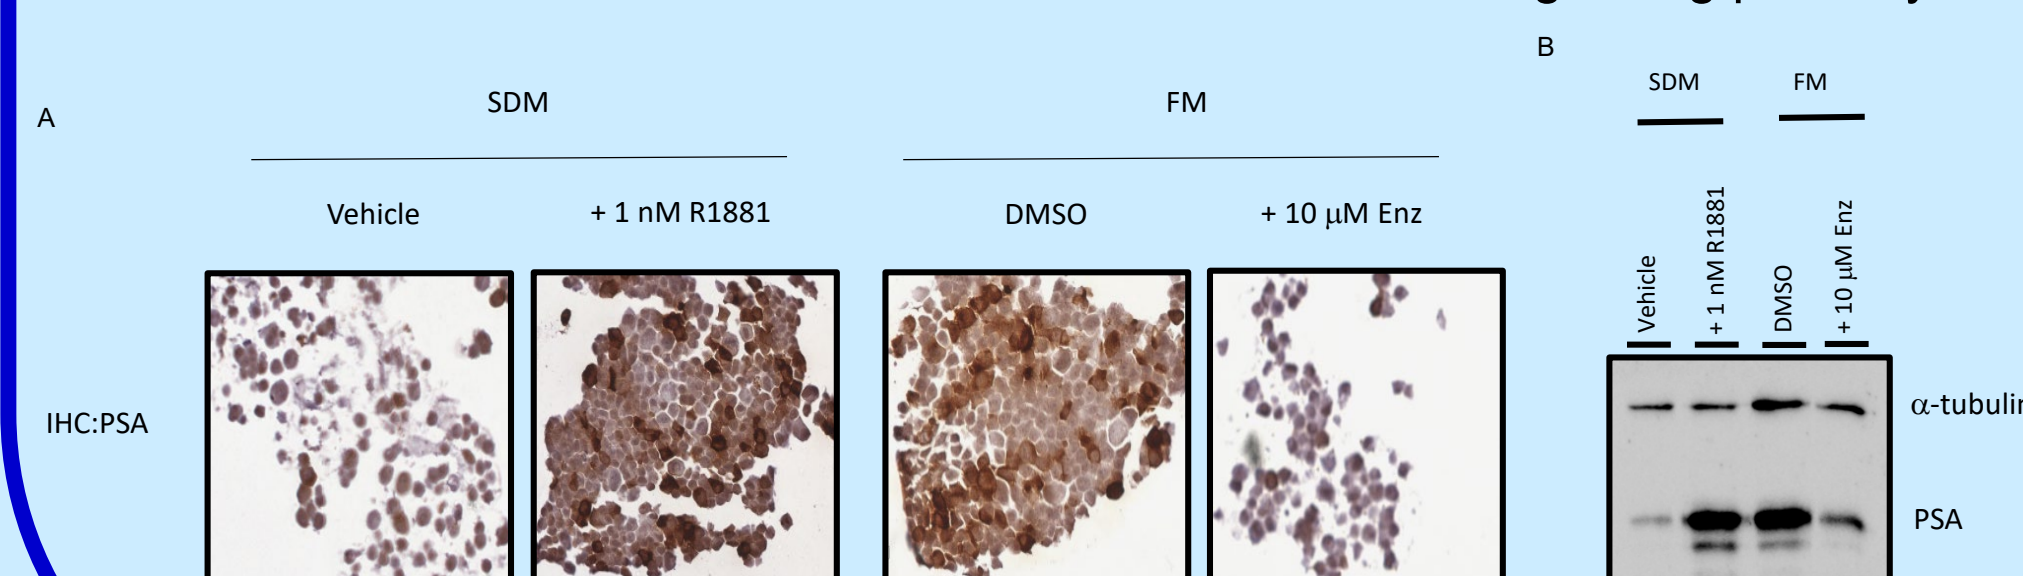 A
SDM
FM
Vehicle
+ 1 nM R1881
DMSO
+ 10 μM Enz
IHC:PSA
B
SDM
FM
Vehicle
+ 1 nM R1881
DMSO
+ 10 μM Enz
α-tubulin
PSA